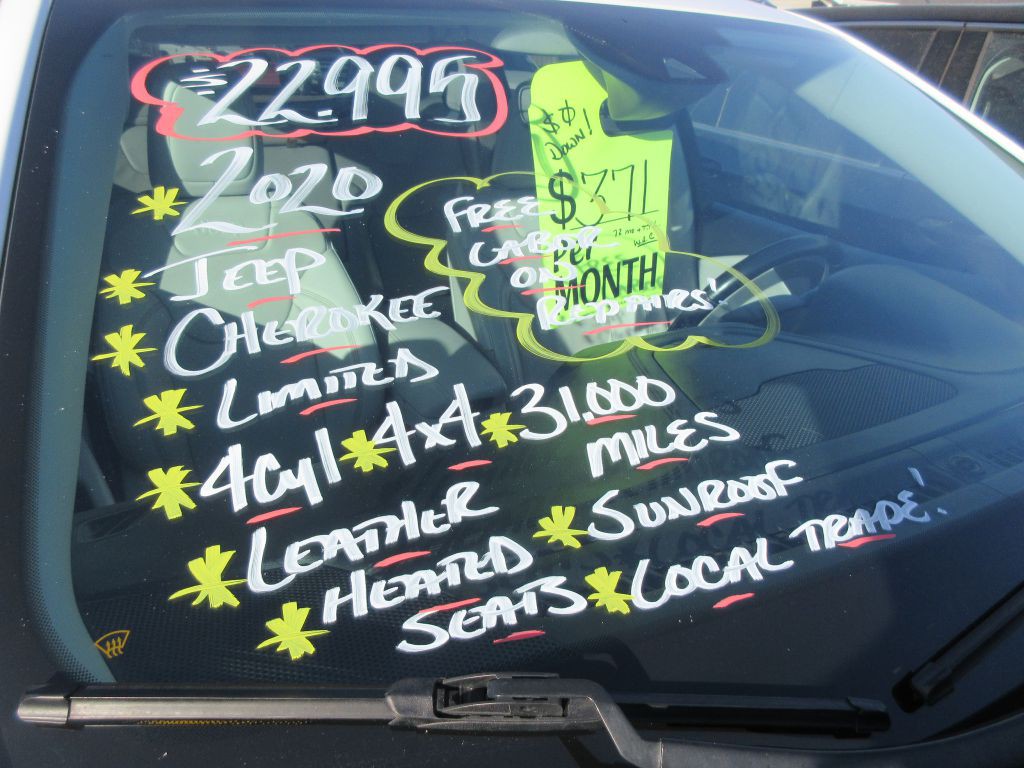 22.995
2020
JEEP
CHEROKEE
LIMITED
4Cyl 4x4 31.000
MILES
LEATHER SUNROOF
HEATED
SEATS LOCAL TRADE!
FREE
LABOR
ON
REPAIRS!
$0
DOWN!
$371
per
MONTH